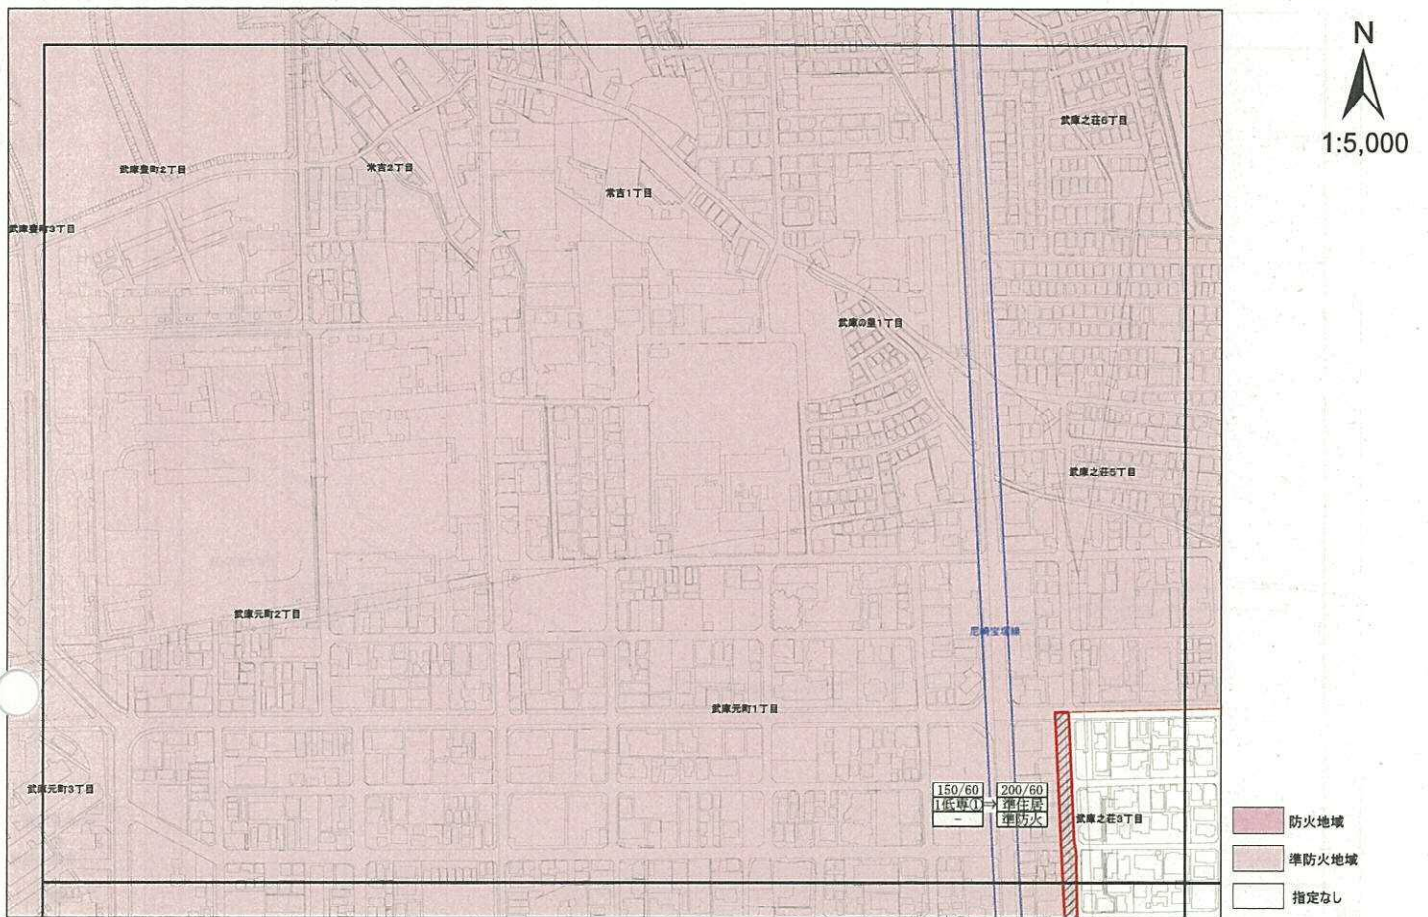 N
1:5,000
武庫之荘6丁目
武庫豊町2丁目
常吉2丁目
常吉1丁目
武庫豊町3丁目
武庫の里1丁目
武庫之荘5丁目
武庫元町2丁目
尼崎宝塚線
武庫元町1丁目
武庫元町3丁目
150/60
1低専①
-
⇒
200/60
準住居
準防火
武庫之荘3丁目
防火地域
準防火地域
指定なし